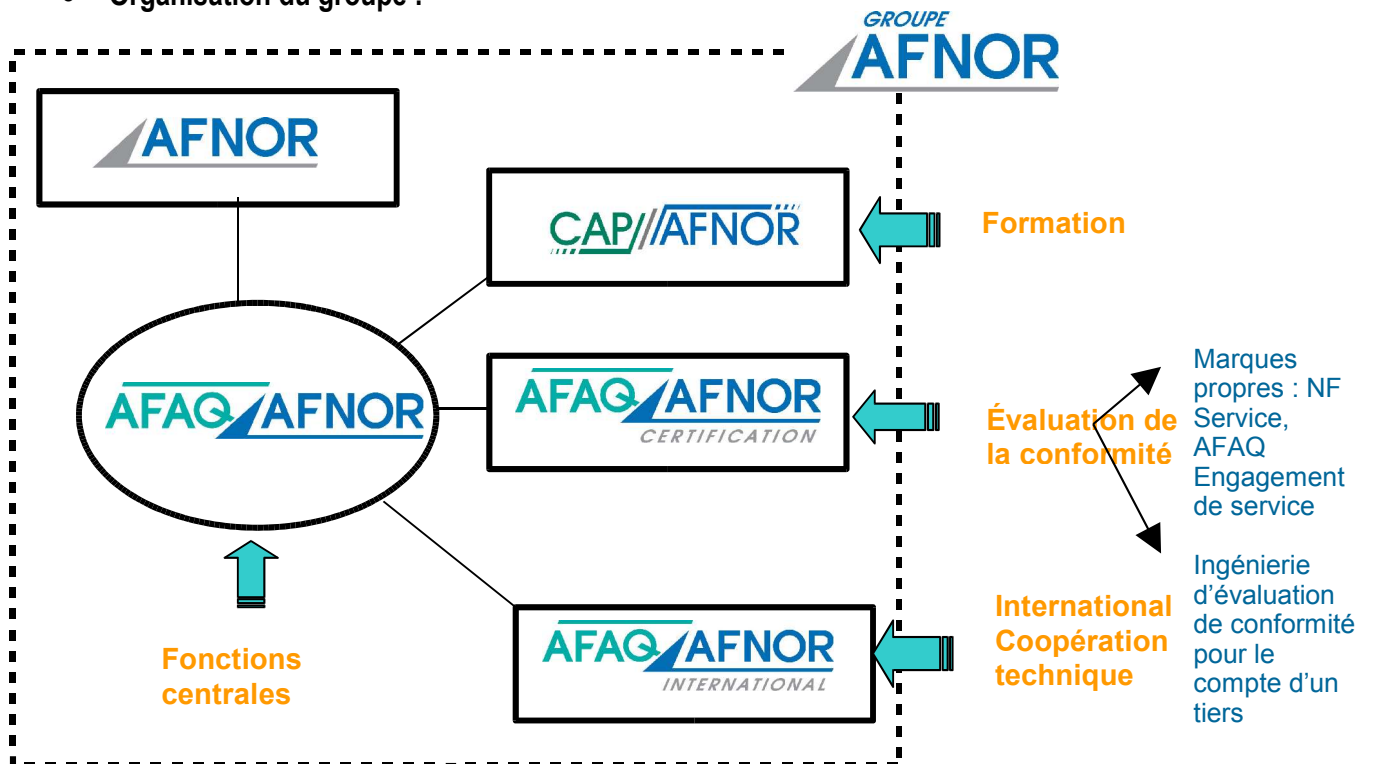 • Organisation du groupe :
GROUPE
AFNOR
AFNOR
CAP//AFNOR
Formation
AFAQ AFNOR
AFAQ AFNOR
CERTIFICATION
Évaluation de
la conformité
Marques
propres : NF
Service,
AFAQ
Engagement
de service
Ingénierie
d’évaluation
de conformité
pour le
compte d’un
tiers
AFAQ AFNOR
INTERNATIONAL
International
Coopération
technique
Fonctions
centrales